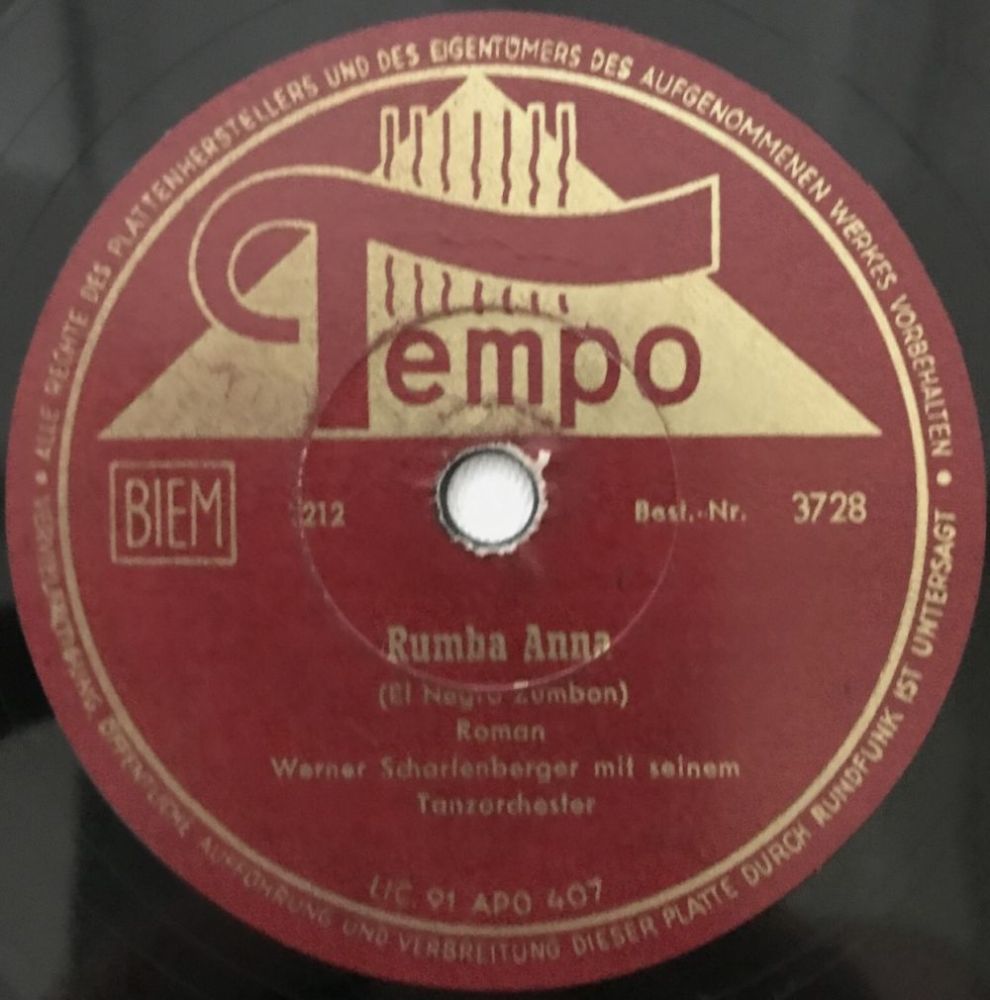 • ALLE RECHTE DES PLATTENHERSTELLERS UND DES EIGENTÜMERS DES AUFGENOMMENEN WERKES VORBEHALTEN •
Tempo
BIEM
212
Best.-Nr. 3728
Rumba Anna
(El Negro Zumbon)
Roman
Werner Scharfenberger mit seinem
Tanzorchester
LIC. 91 APO 407
ÖFFENTLICHE AUFFÜHRUNG UND VERBREITUNG DIESER PLATTE DURCH RUNDFUNK IST UNTERSAGT